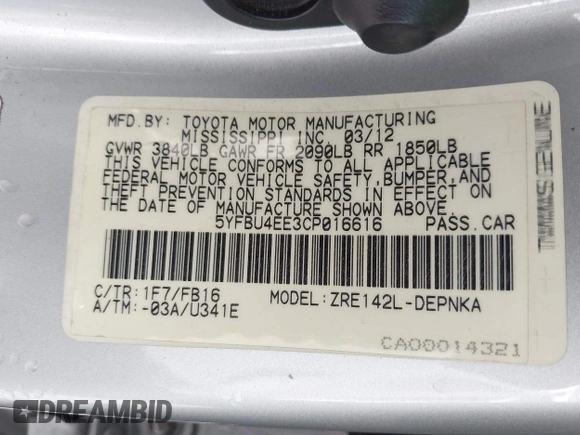 MFD.BY: TOYOTA MOTOR MANUFACTURING
MISSISSIPPI INC 03/12
GVWR 3840LB GAWR FR 2090LB RR 1850LB
THIS VEHICLE CONFORMS TO ALL APPLICABLE
FEDERAL MOTOR VEHICLE SAFETY,BUMPER,AND
THEFT PREVENTION STANDARDS IN EFFECT ON
THE DATE OF MANUFACTURE SHOWN ABOVE.
5YFBU4EE3CP016616 PASS.CAR
C/TR:1F7/FB16 MODEL:ZRE142L-DEPNKA
A/TM:-03A/U341E
CA00014321
DREAMBID